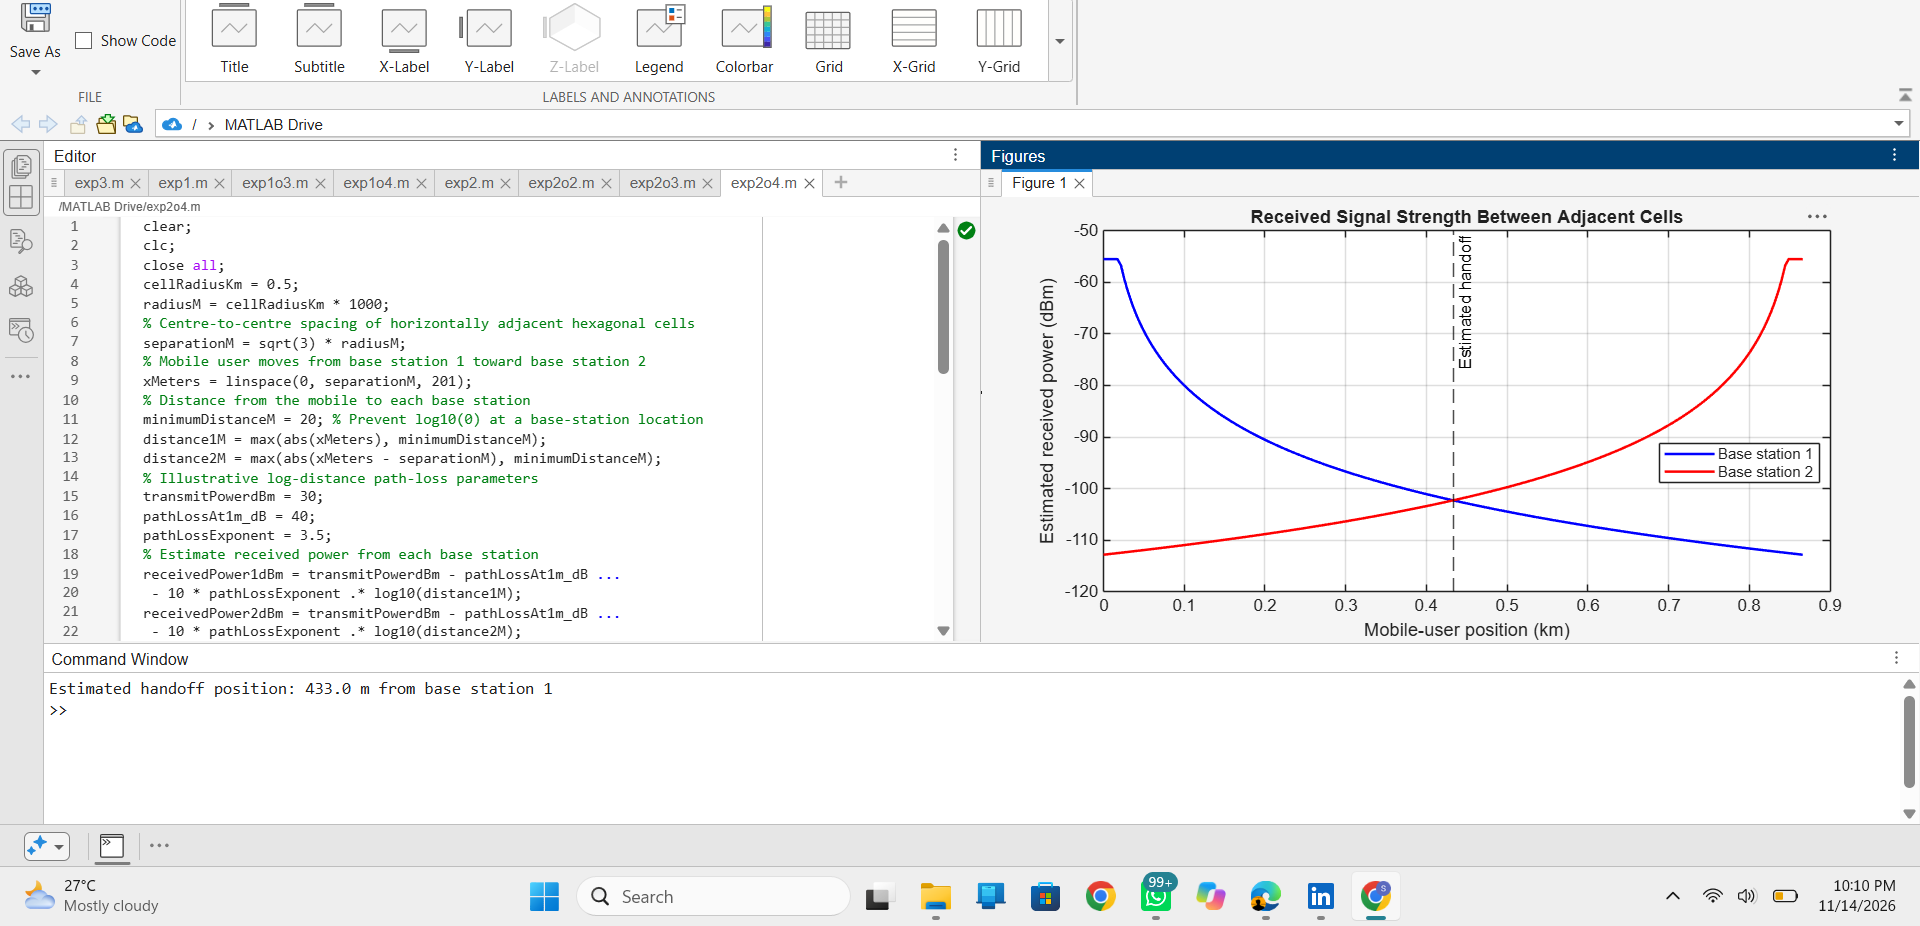 Save As
Show Code
Title
Subtitle
X-Label
Y-Label
Z-Label
Legend
Colorbar
Grid
X-Grid
Y-Grid
FILE
LABELS AND ANNOTATIONS
/ › MATLAB Drive
Editor
exp3.m
exp1.m
exp1o3.m
exp1o4.m
exp2.m
exp2o2.m
exp2o3.m
exp2o4.m
/MATLAB Drive/exp2o4.m
1 clear;
2 clc;
3 close all;
4 cellRadiusKm = 0.5;
5 radiusM = cellRadiusKm * 1000;
6 % Centre-to-centre spacing of horizontally adjacent hexagonal cells
7 separationM = sqrt(3) * radiusM;
8 % Mobile user moves from base station 1 toward base station 2
9 xMeters = linspace(0, separationM, 201);
10 % Distance from the mobile to each base station
11 minimumDistanceM = 20; % Prevent log10(0) at a base-station location
12 distance1M = max(abs(xMeters), minimumDistanceM);
13 distance2M = max(abs(xMeters - separationM), minimumDistanceM);
14 % Illustrative log-distance path-loss parameters
15 transmitPowerdBm = 30;
16 pathLossAt1m_dB = 40;
17 pathLossExponent = 3.5;
18 % Estimate received power from each base station
19 receivedPower1dBm = transmitPowerdBm - pathLossAt1m_dB ...
20 - 10 * pathLossExponent .* log10(distance1M);
21 receivedPower2dBm = transmitPowerdBm - pathLossAt1m_dB ...
22 - 10 * pathLossExponent .* log10(distance2M);
Figures
Figure 1
Received Signal Strength Between Adjacent Cells
Estimated received power (dBm)
-50
-60
-70
-80
-90
-100
-110
-120
Estimated handoff
Base station 1
Base station 2
0 0.1 0.2 0.3 0.4 0.5 0.6 0.7 0.8 0.9
Mobile-user position (km)
Command Window
Estimated handoff position: 433.0 m from base station 1
>>
27°C
Mostly cloudy
Search
99+
10:10 PM
11/14/2026